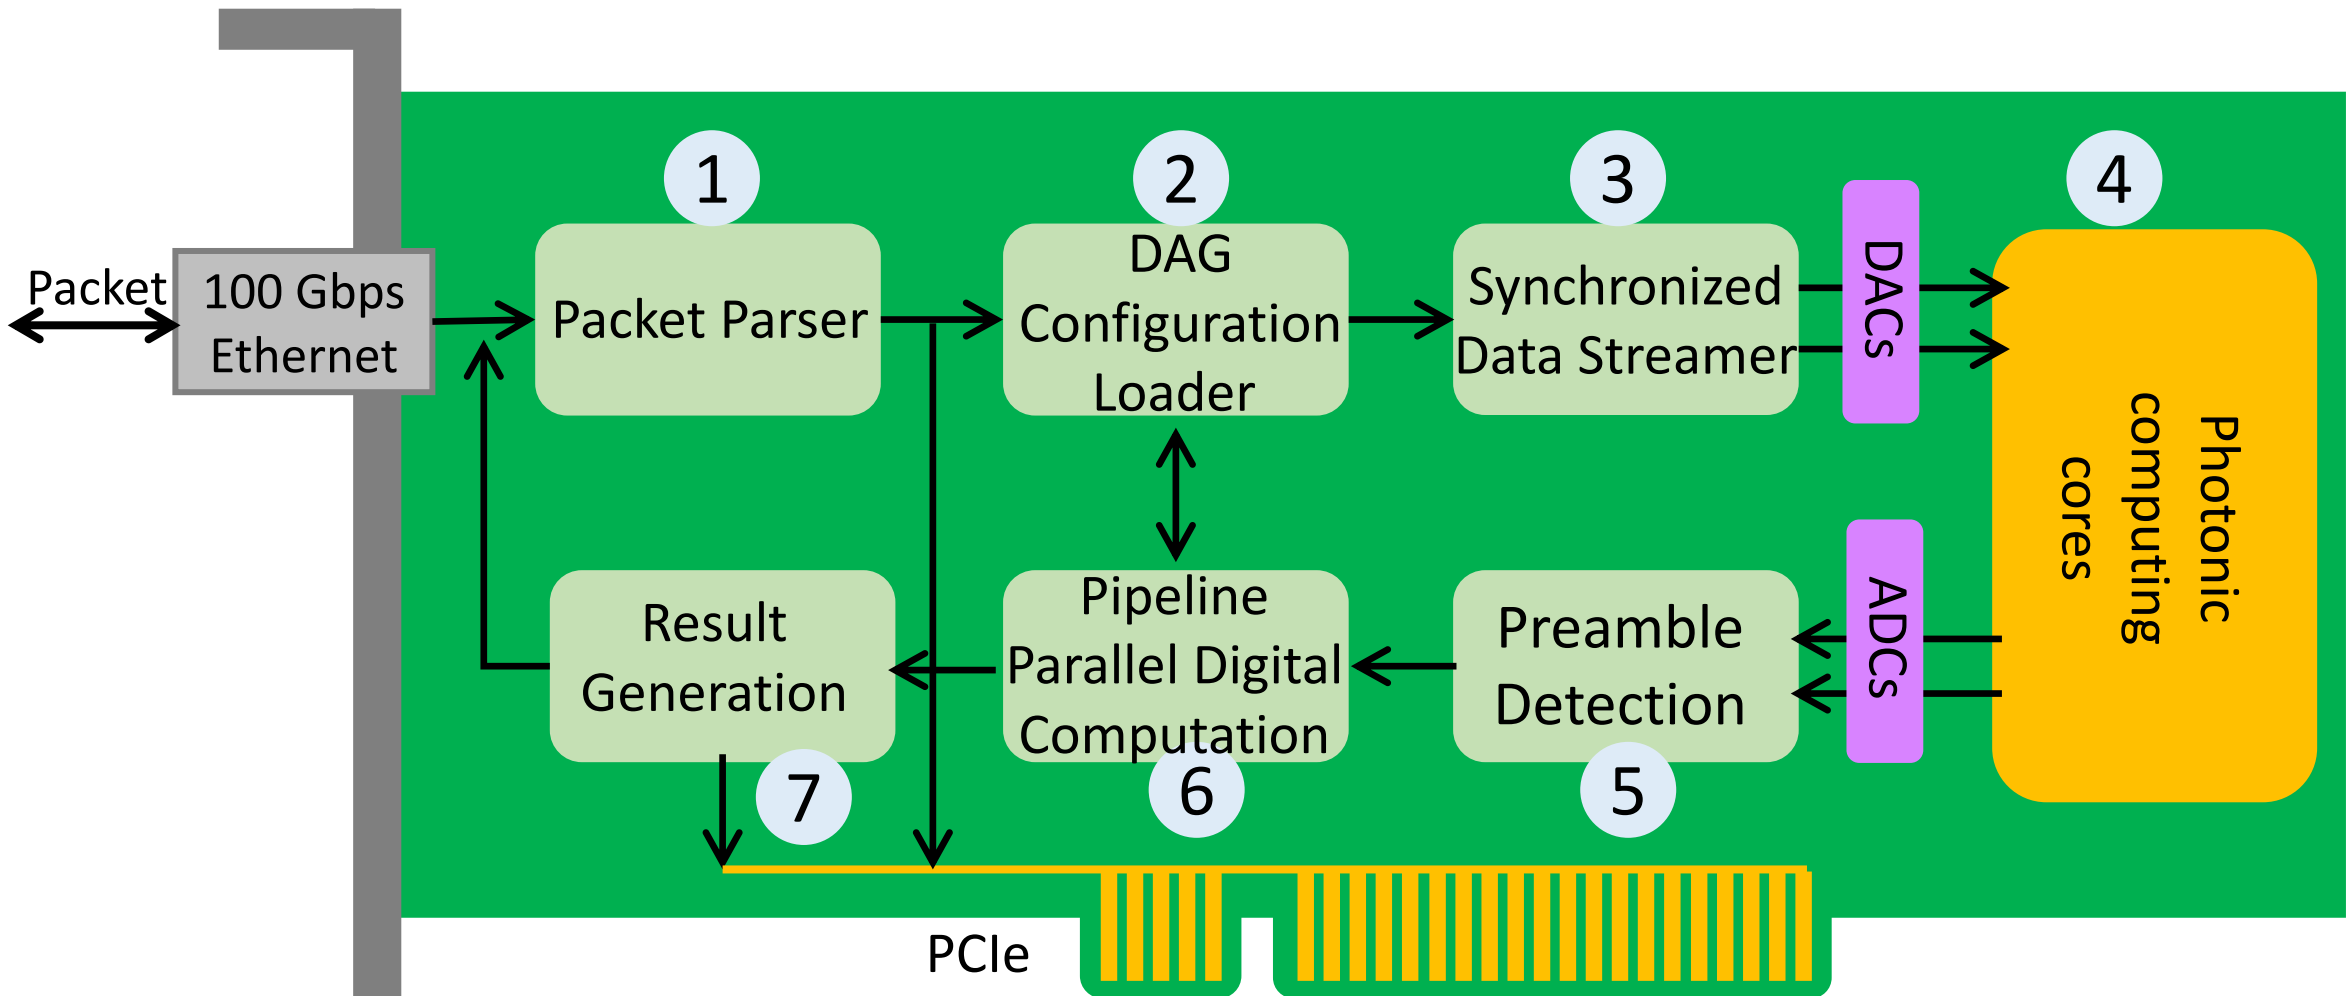 Packet
100 Gbps
Ethernet
1
Packet Parser
2
DAG
Configuration
Loader
3
Synchronized
Data Streamer
DACs
4
Photonic
computing
cores
ADCs
Preamble
Detection
5
Pipeline
Parallel Digital
Computation
6
Result
Generation
7
PCIe